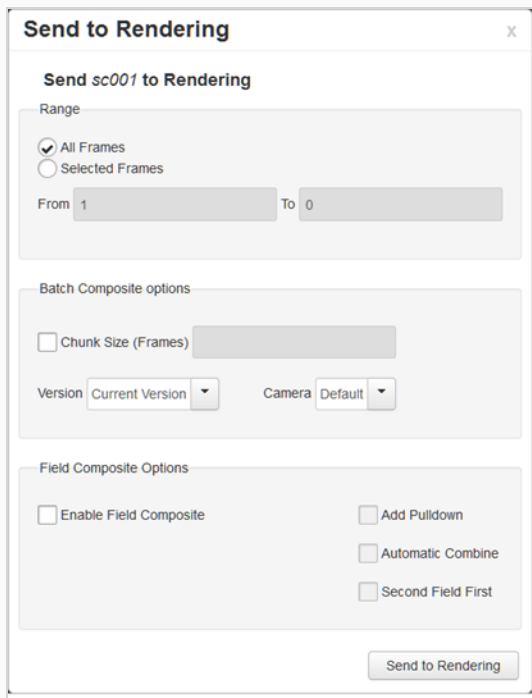 Send to Rendering x
Send sc001 to Rendering
Range
All Frames
Selected Frames
From 1 To 0
Batch Composite options
Chunk Size (Frames)
Version Current Version Camera Default
Field Composite Options
Enable Field Composite Add Pulldown
Automatic Combine
Second Field First
Send to Rendering